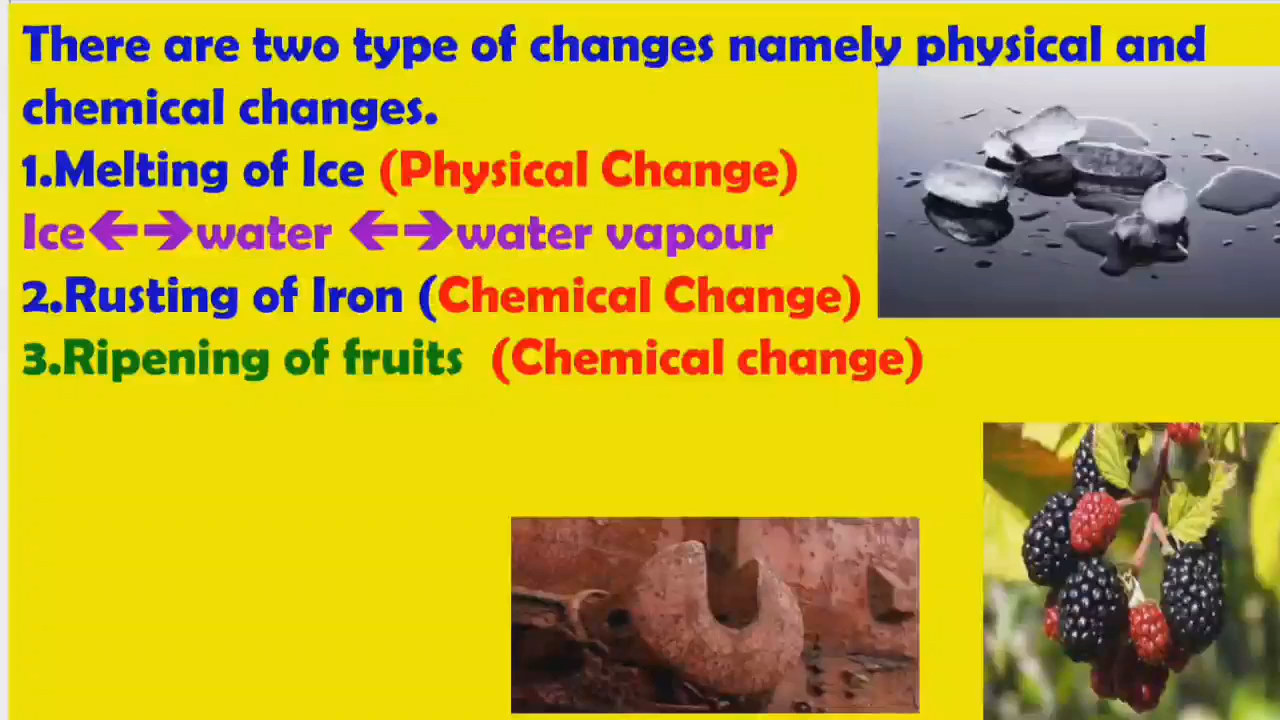 There are two type of changes namely physical and
chemical changes.
1.Melting of Ice (Physical Change)
Ice🡨🡪water 🡨🡪water vapour
2.Rusting of Iron (Chemical Change)
3.Ripening of fruits (Chemical change)